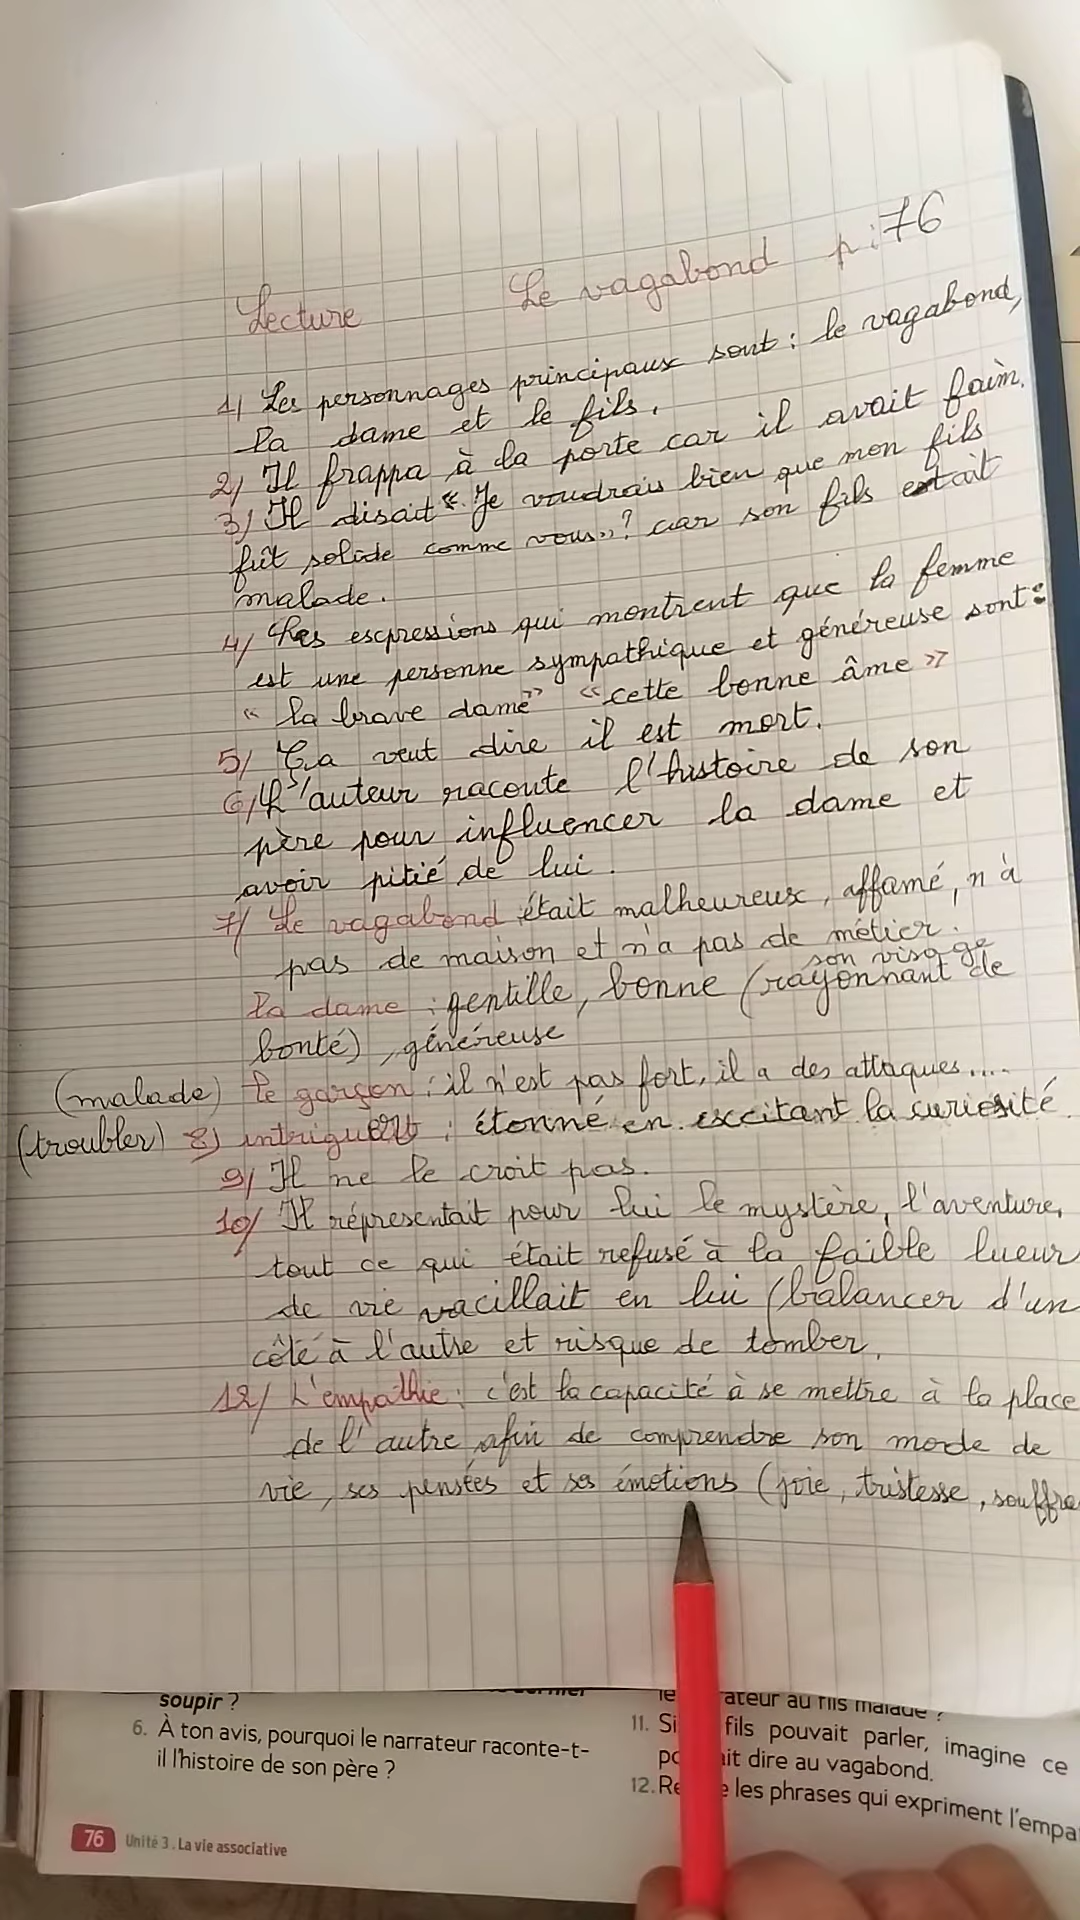 Lecture Le vagabond p:76
1/ Les personnages principaux sont : le vagabond,
la dame et le fils.
2/ Il frappa à la porte car il avait faim.
3/ Il disait « Je voudrais bien que mon fils
fût solide comme vous » ? car son fils était
malade.
4/ Les expressions qui montrent que la femme
est une personne sympathique et généreuse sont :
« la brave dame » « cette bonne âme »
5/ Ça veut dire il est mort.
6/ L'auteur raconte l'histoire de son
père pour influencer la dame et
avoir pitié de lui.
7/ Le vagabond était malheureux, affamé, n'a
pas de maison et n'a pas de métier.
son visage
la dame : gentille, bonne (rayonnant de
bonté), généreuse
(malade) le garçon : il n'est pas fort, il a des attaques....
(troubler) 8) intriguer : étonné en excitant la curiosité.
9/ Il ne le croit pas.
10/ Il réprésentait pour lui le mystère, l'aventure,
tout ce qui était refusé à la faible lueur
de vie vacillait en lui (balancer d'un
côté à l'autre et risque de tomber.
12/ L'empathie : c'est la capacité à se mettre à la place
de l'autre afin de comprendre son mode de
vie, ses pensées et ses émotions (joie, tristesse, souffra
soupir ?
6. À ton avis, pourquoi le narrateur raconte-t-
il l'histoire de son père ?
76 Unité 3 . La vie associative
ateur au fils malade ?
11. Si fils pouvait parler, imagine ce
ait dire au vagabond.
12. les phrases qui expriment l'empa